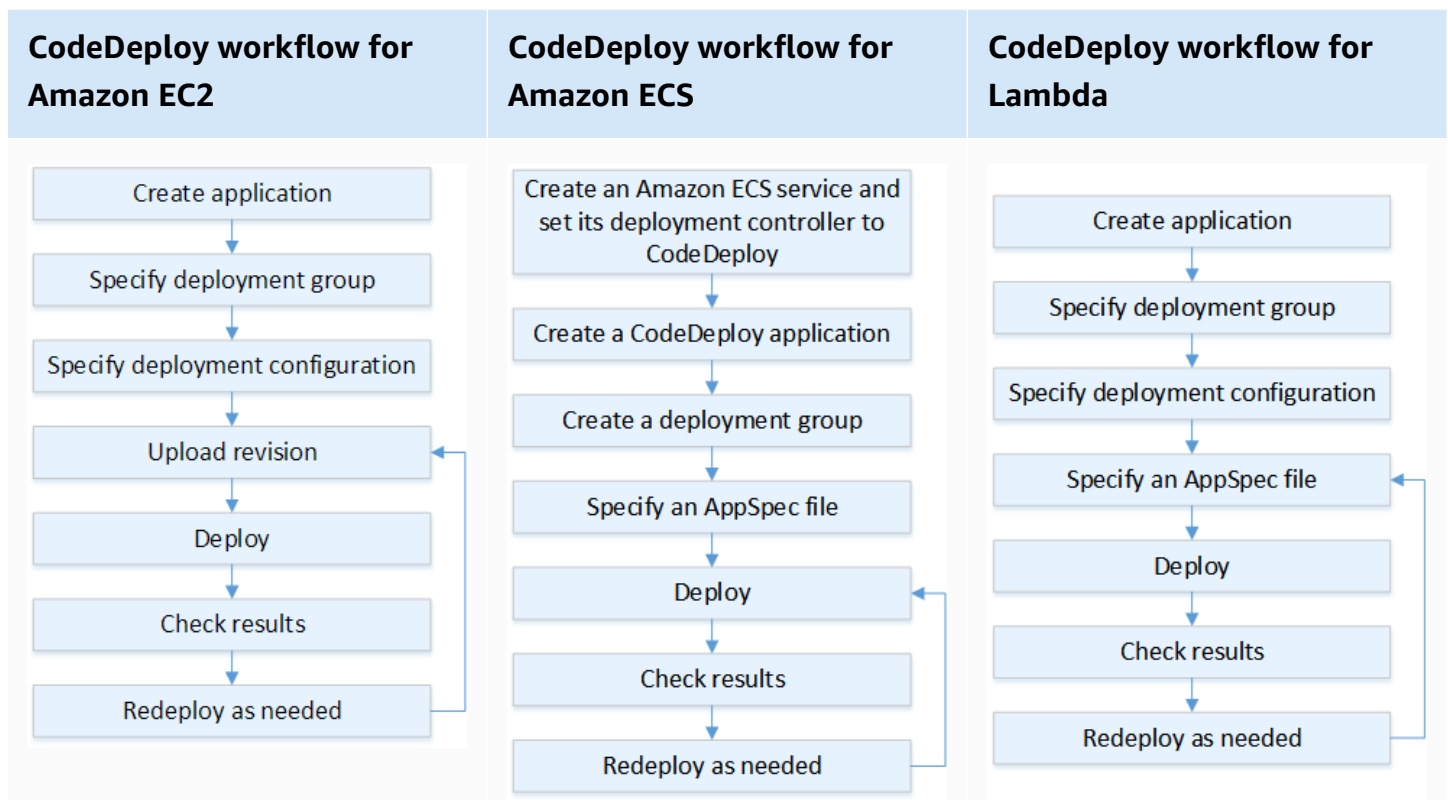 CodeDeploy workflow for
Amazon EC2
CodeDeploy workflow for
Amazon ECS
CodeDeploy workflow for
Lambda
Create application
Specify deployment group
Specify deployment configuration
Upload revision
Deploy
Check results
Redeploy as needed
Create an Amazon ECS service and
set its deployment controller to
CodeDeploy
Create a CodeDeploy application
Create a deployment group
Specify an AppSpec file
Deploy
Check results
Redeploy as needed
Create application
Specify deployment group
Specify deployment configuration
Specify an AppSpec file
Deploy
Check results
Redeploy as needed